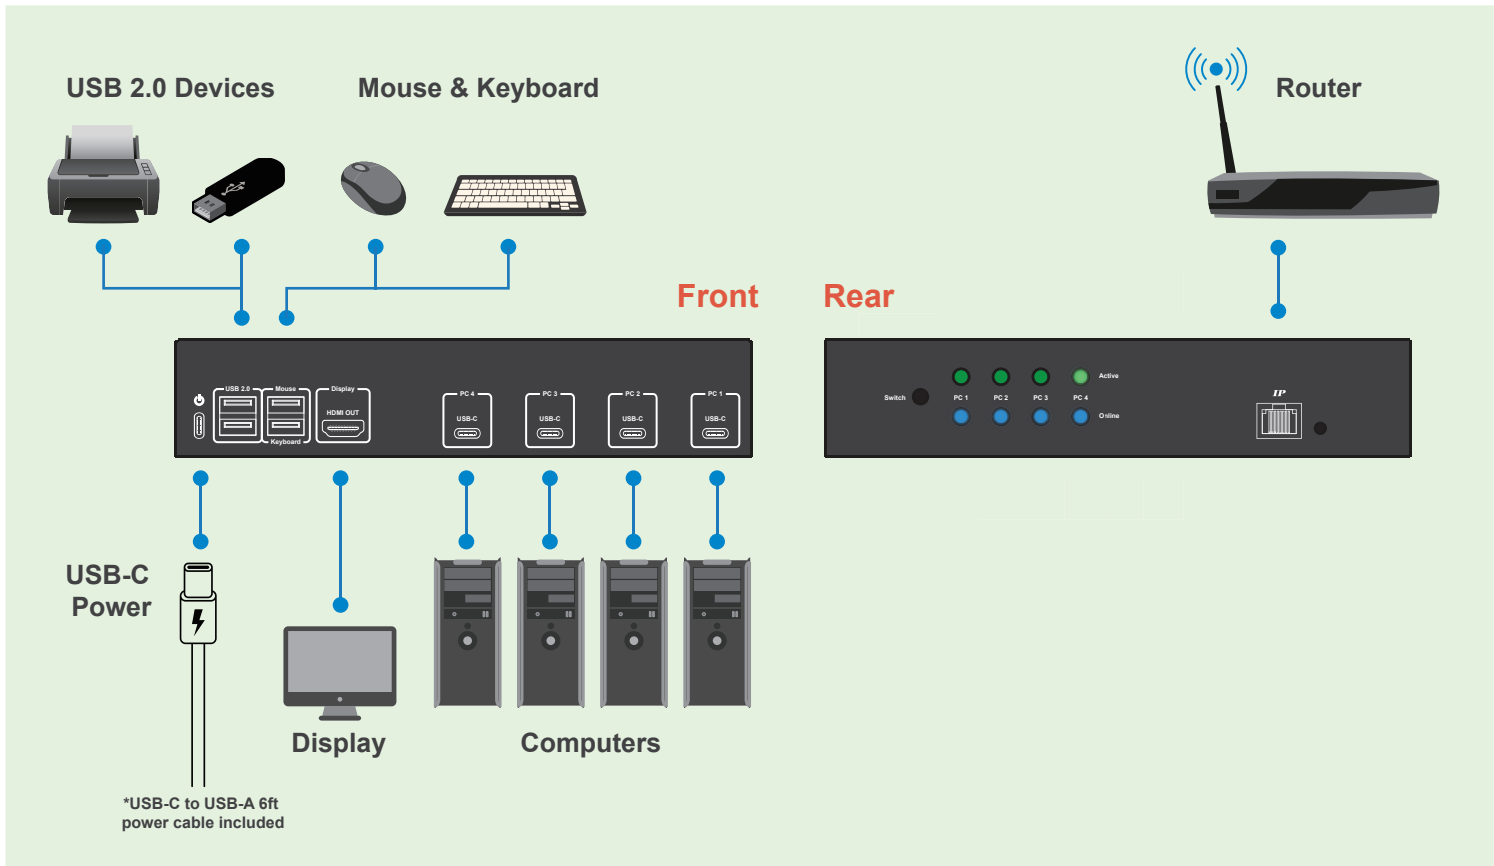 USB 2.0 Devices
Mouse & Keyboard
Router
Front
Rear
USB 2.0
Mouse
Display
HDMI OUT
Keyboard
PC 4
USB-C
PC 3
USB-C
PC 2
USB-C
PC 1
USB-C
Active
Switch
PC 1
PC 2
PC 3
PC 4
Online
IP
USB-C
Power
Display
Computers
*USB-C to USB-A 6ft
power cable included